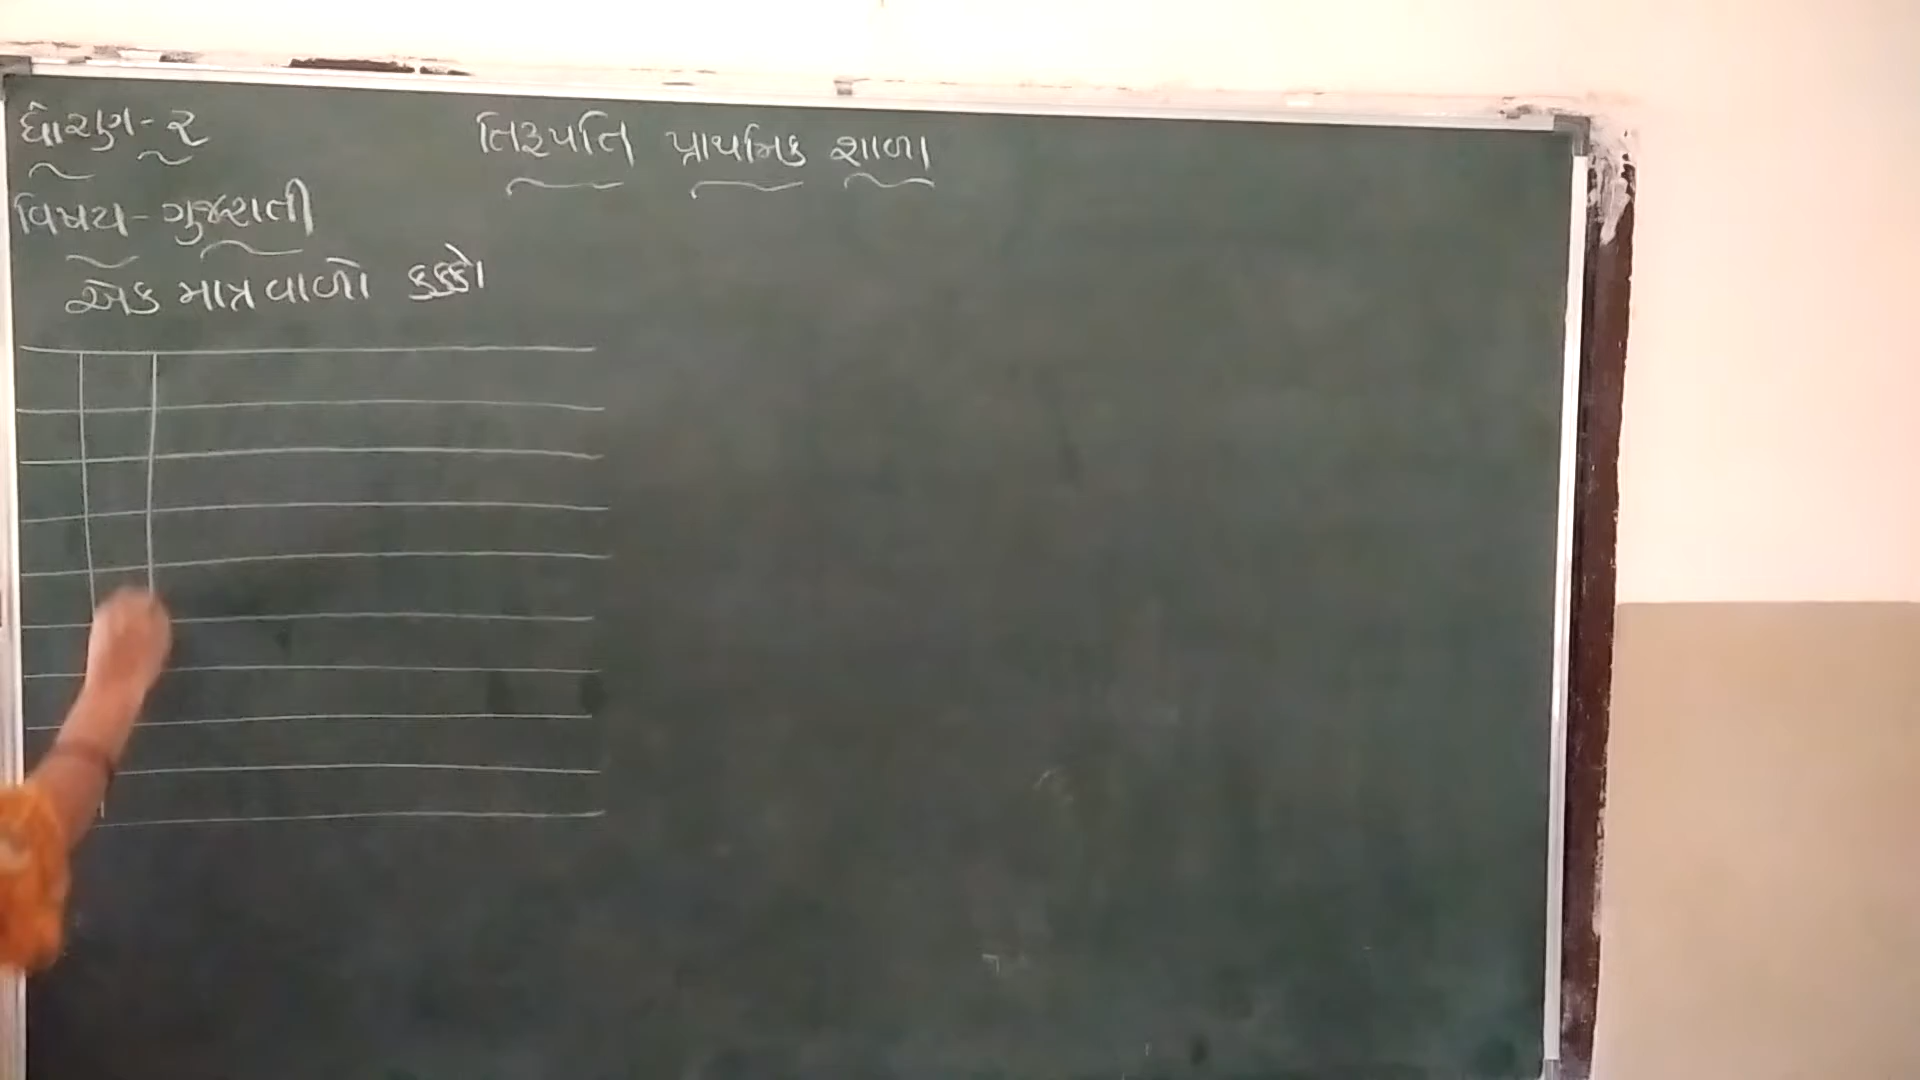 ધોરણ-૨
તિરૂપતિ પ્રાથમિક શાળા
વિષય-ગુજરાતી
એક માત્રવાળો કક્કો